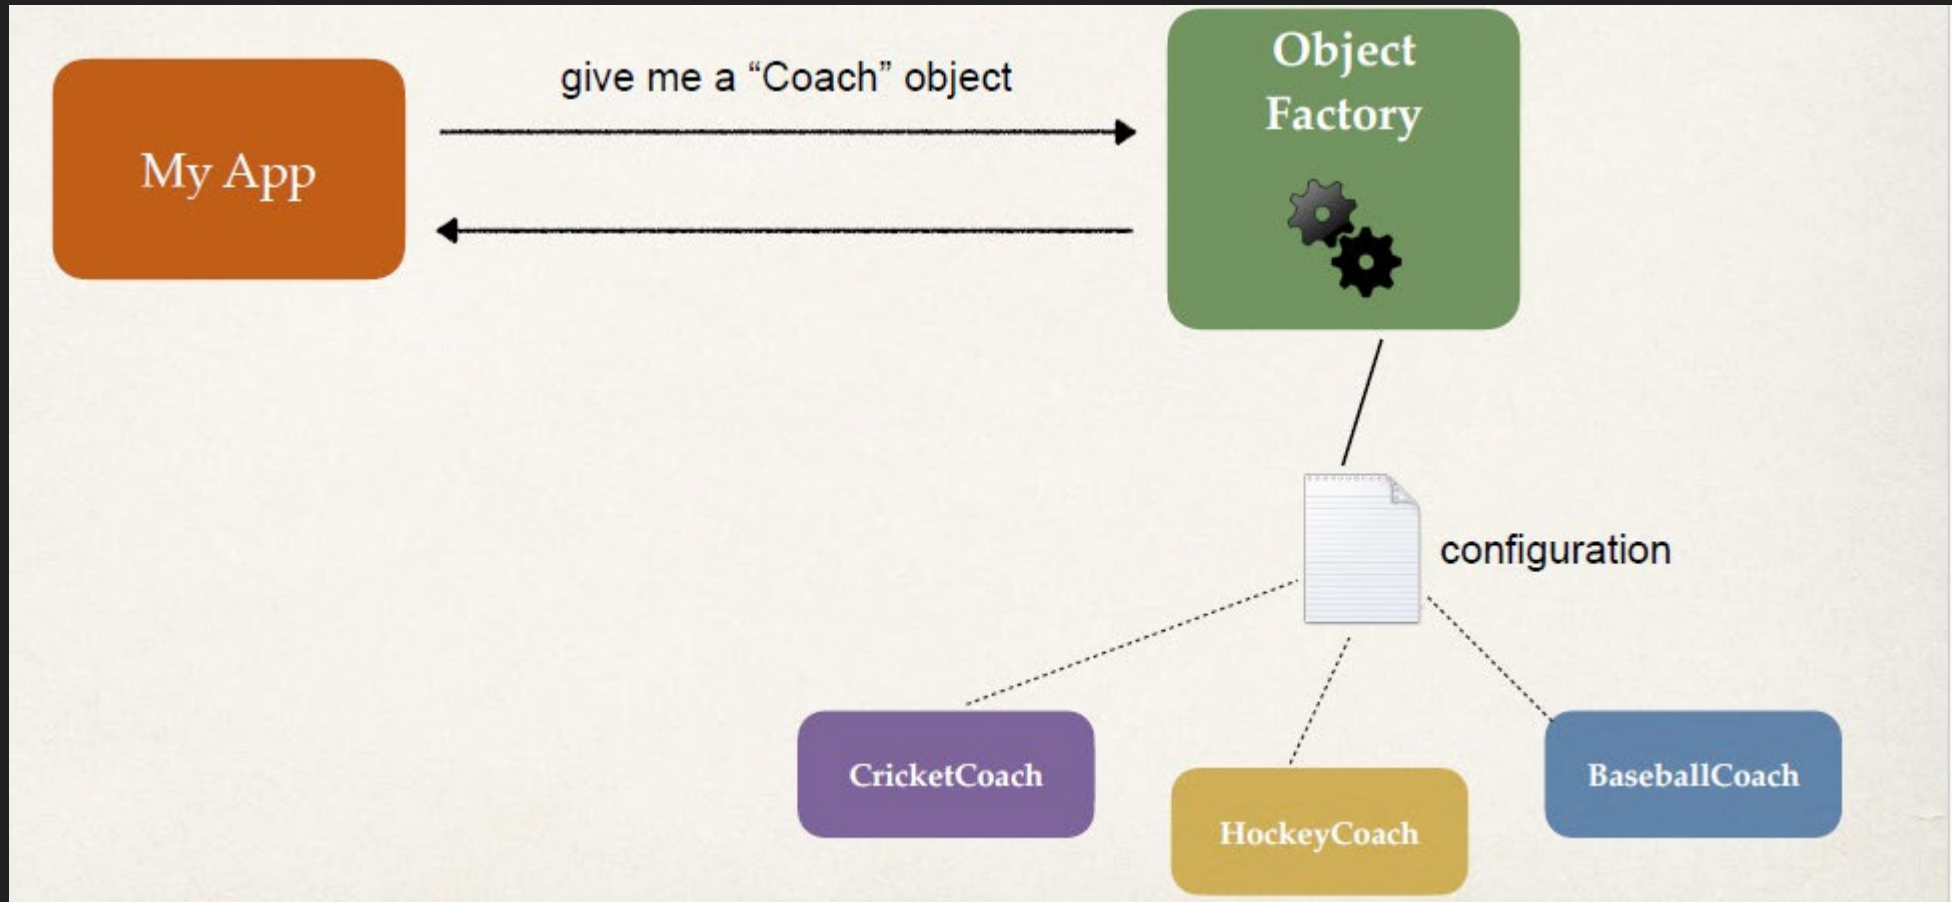 give me a “Coach” object
Object
Factory
My App
configuration
CricketCoach
HockeyCoach
BaseballCoach